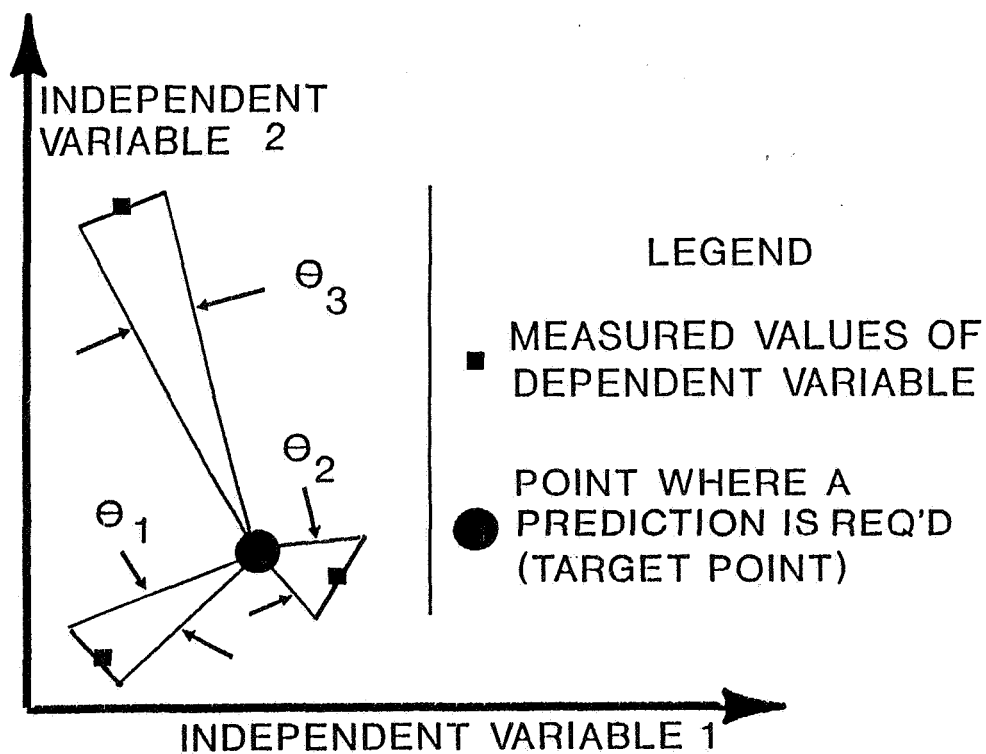 INDEPENDENT
VARIABLE 2
LEGEND
Θ3
MEASURED VALUES OF
DEPENDENT VARIABLE
Θ2
Θ1
POINT WHERE A
PREDICTION IS REQ'D
(TARGET POINT)
INDEPENDENT VARIABLE 1